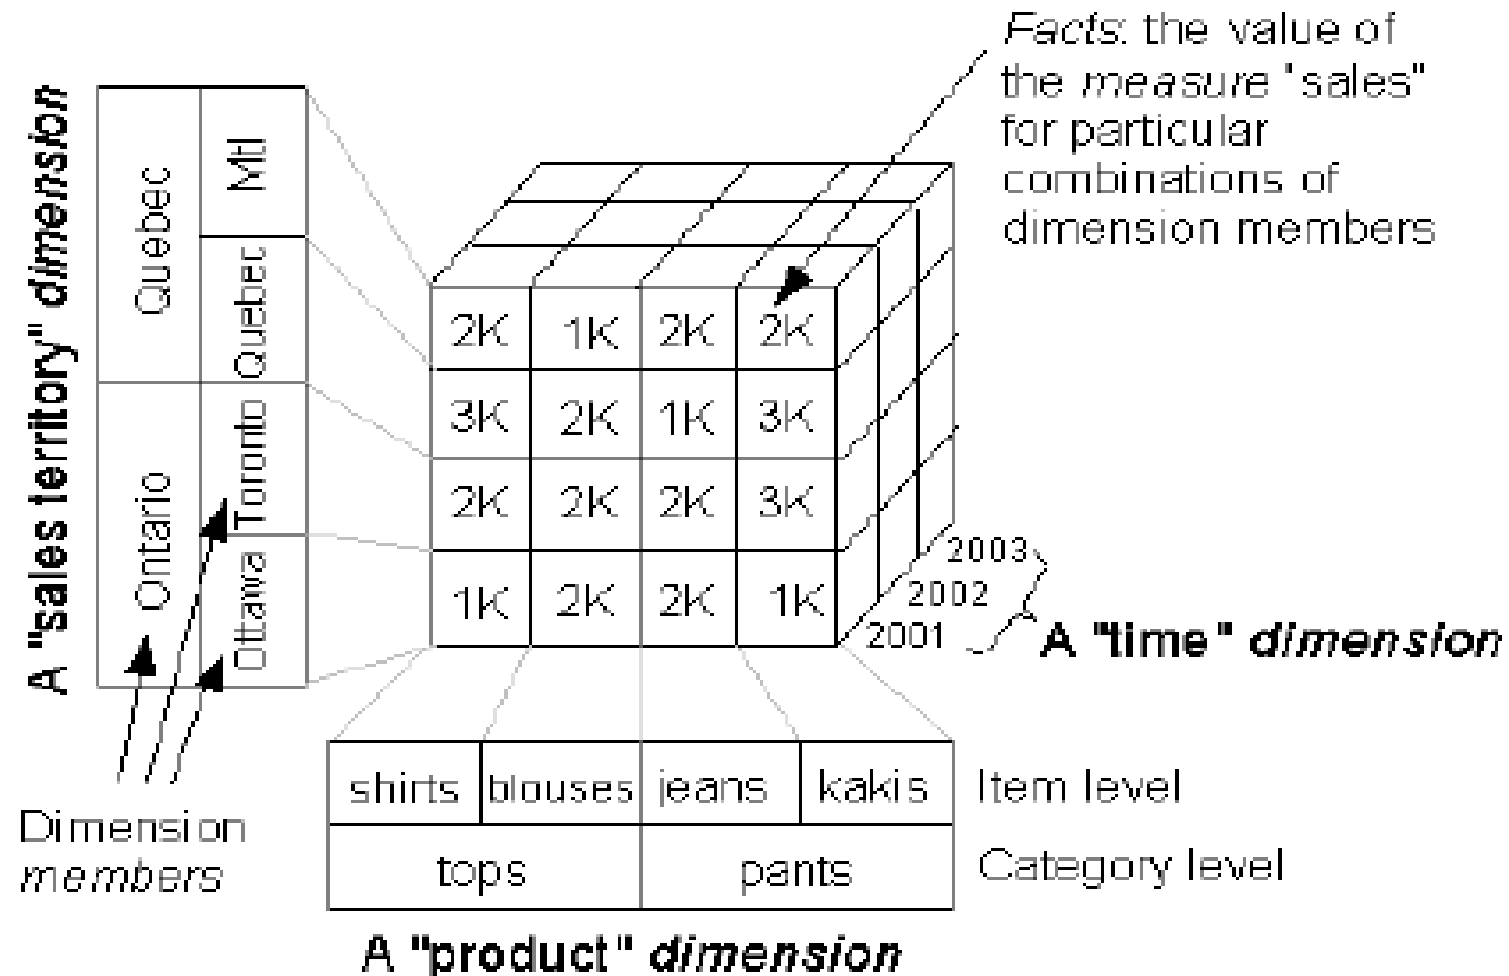 Facts: the value of
the measure "sales"
for particular
combinations of
dimension members
A "sales territory" dimension
Quebec
Ontario
Mtl
Quebec
Toronto
Ottawa
2K 1K 2K 2K
3K 2K 1K 3K
2K 2K 2K 3K
1K 2K 2K 1K
2003
2002
2001
A "time" dimension
Dimension
members
shirts blouses jeans kakis Item level
tops pants Category level
A "product" dimension